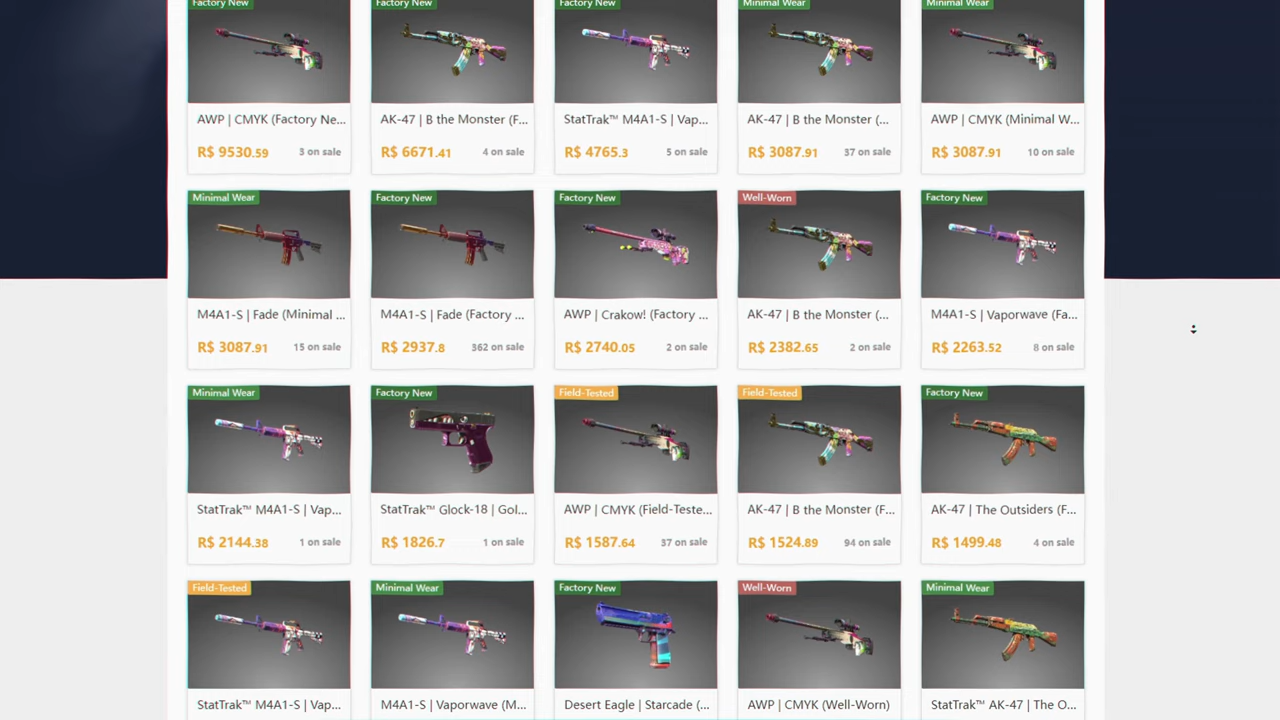 Factory New
Factory New
Factory New
Minimal Wear
Minimal Wear
AWP | CMYK (Factory Ne...
AK-47 | B the Monster (F...
StatTrak™ M4A1-S | Vap...
AK-47 | B the Monster (...
AWP | CMYK (Minimal W...
R$ 9530.59 3 on sale
R$ 6671.41 4 on sale
R$ 4765.3 5 on sale
R$ 3087.91 37 on sale
R$ 3087.91 10 on sale
Minimal Wear
Factory New
Factory New
Well-Worn
Factory New
M4A1-S | Fade (Minimal ...
M4A1-S | Fade (Factory ...
AWP | Crakow! (Factory ...
AK-47 | B the Monster (...
M4A1-S | Vaporwave (Fa...
R$ 3087.91 15 on sale
R$ 2937.8 362 on sale
R$ 2740.05 2 on sale
R$ 2382.65 2 on sale
R$ 2263.52 8 on sale
Minimal Wear
Factory New
Field-Tested
Field-Tested
Factory New
StatTrak™ M4A1-S | Vap...
StatTrak™ Glock-18 | Gol...
AWP | CMYK (Field-Teste...
AK-47 | B the Monster (F...
AK-47 | The Outsiders (F...
R$ 2144.38 1 on sale
R$ 1826.7 1 on sale
R$ 1587.64 37 on sale
R$ 1524.89 94 on sale
R$ 1499.48 4 on sale
Field-Tested
Minimal Wear
Factory New
Well-Worn
Minimal Wear
StatTrak™ M4A1-S | Vap...
M4A1-S | Vaporwave (M...
Desert Eagle | Starcade (...
AWP | CMYK (Well-Worn)
StatTrak™ AK-47 | The O...